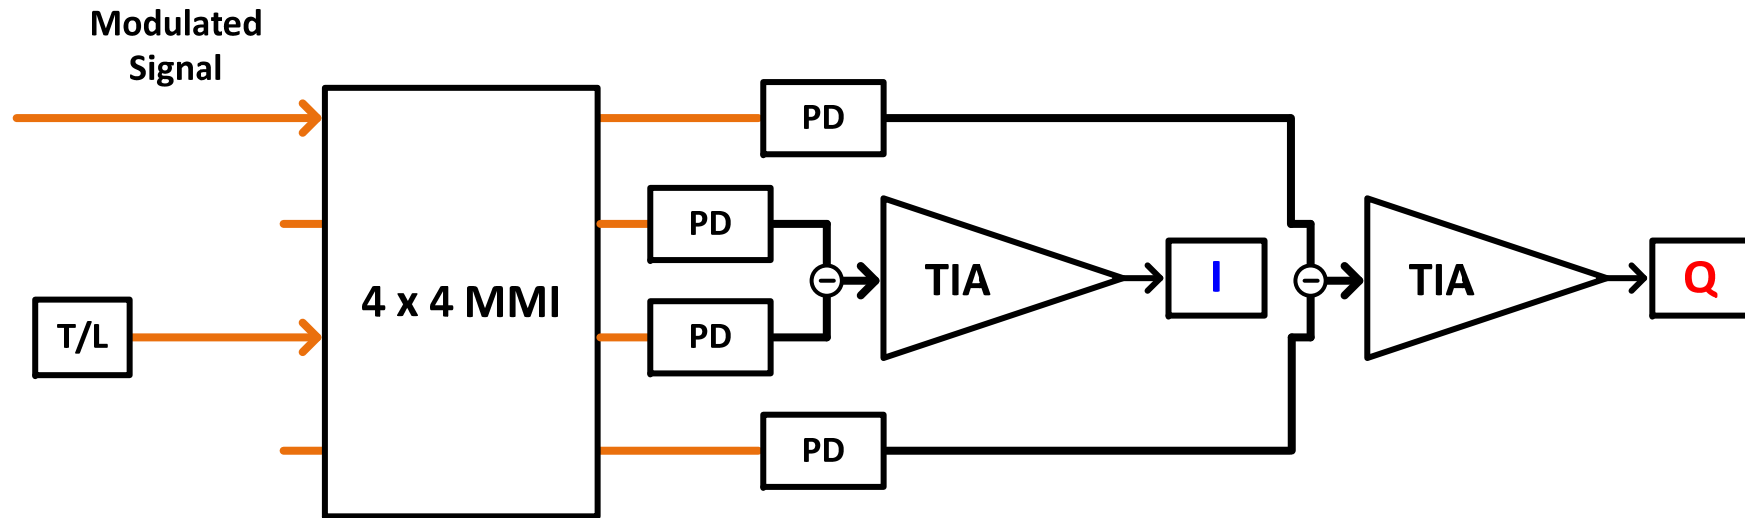 Modulated
Signal
PD
PD
TIA
I
TIA
Q
4 x 4 MMI
T/L
PD
PD